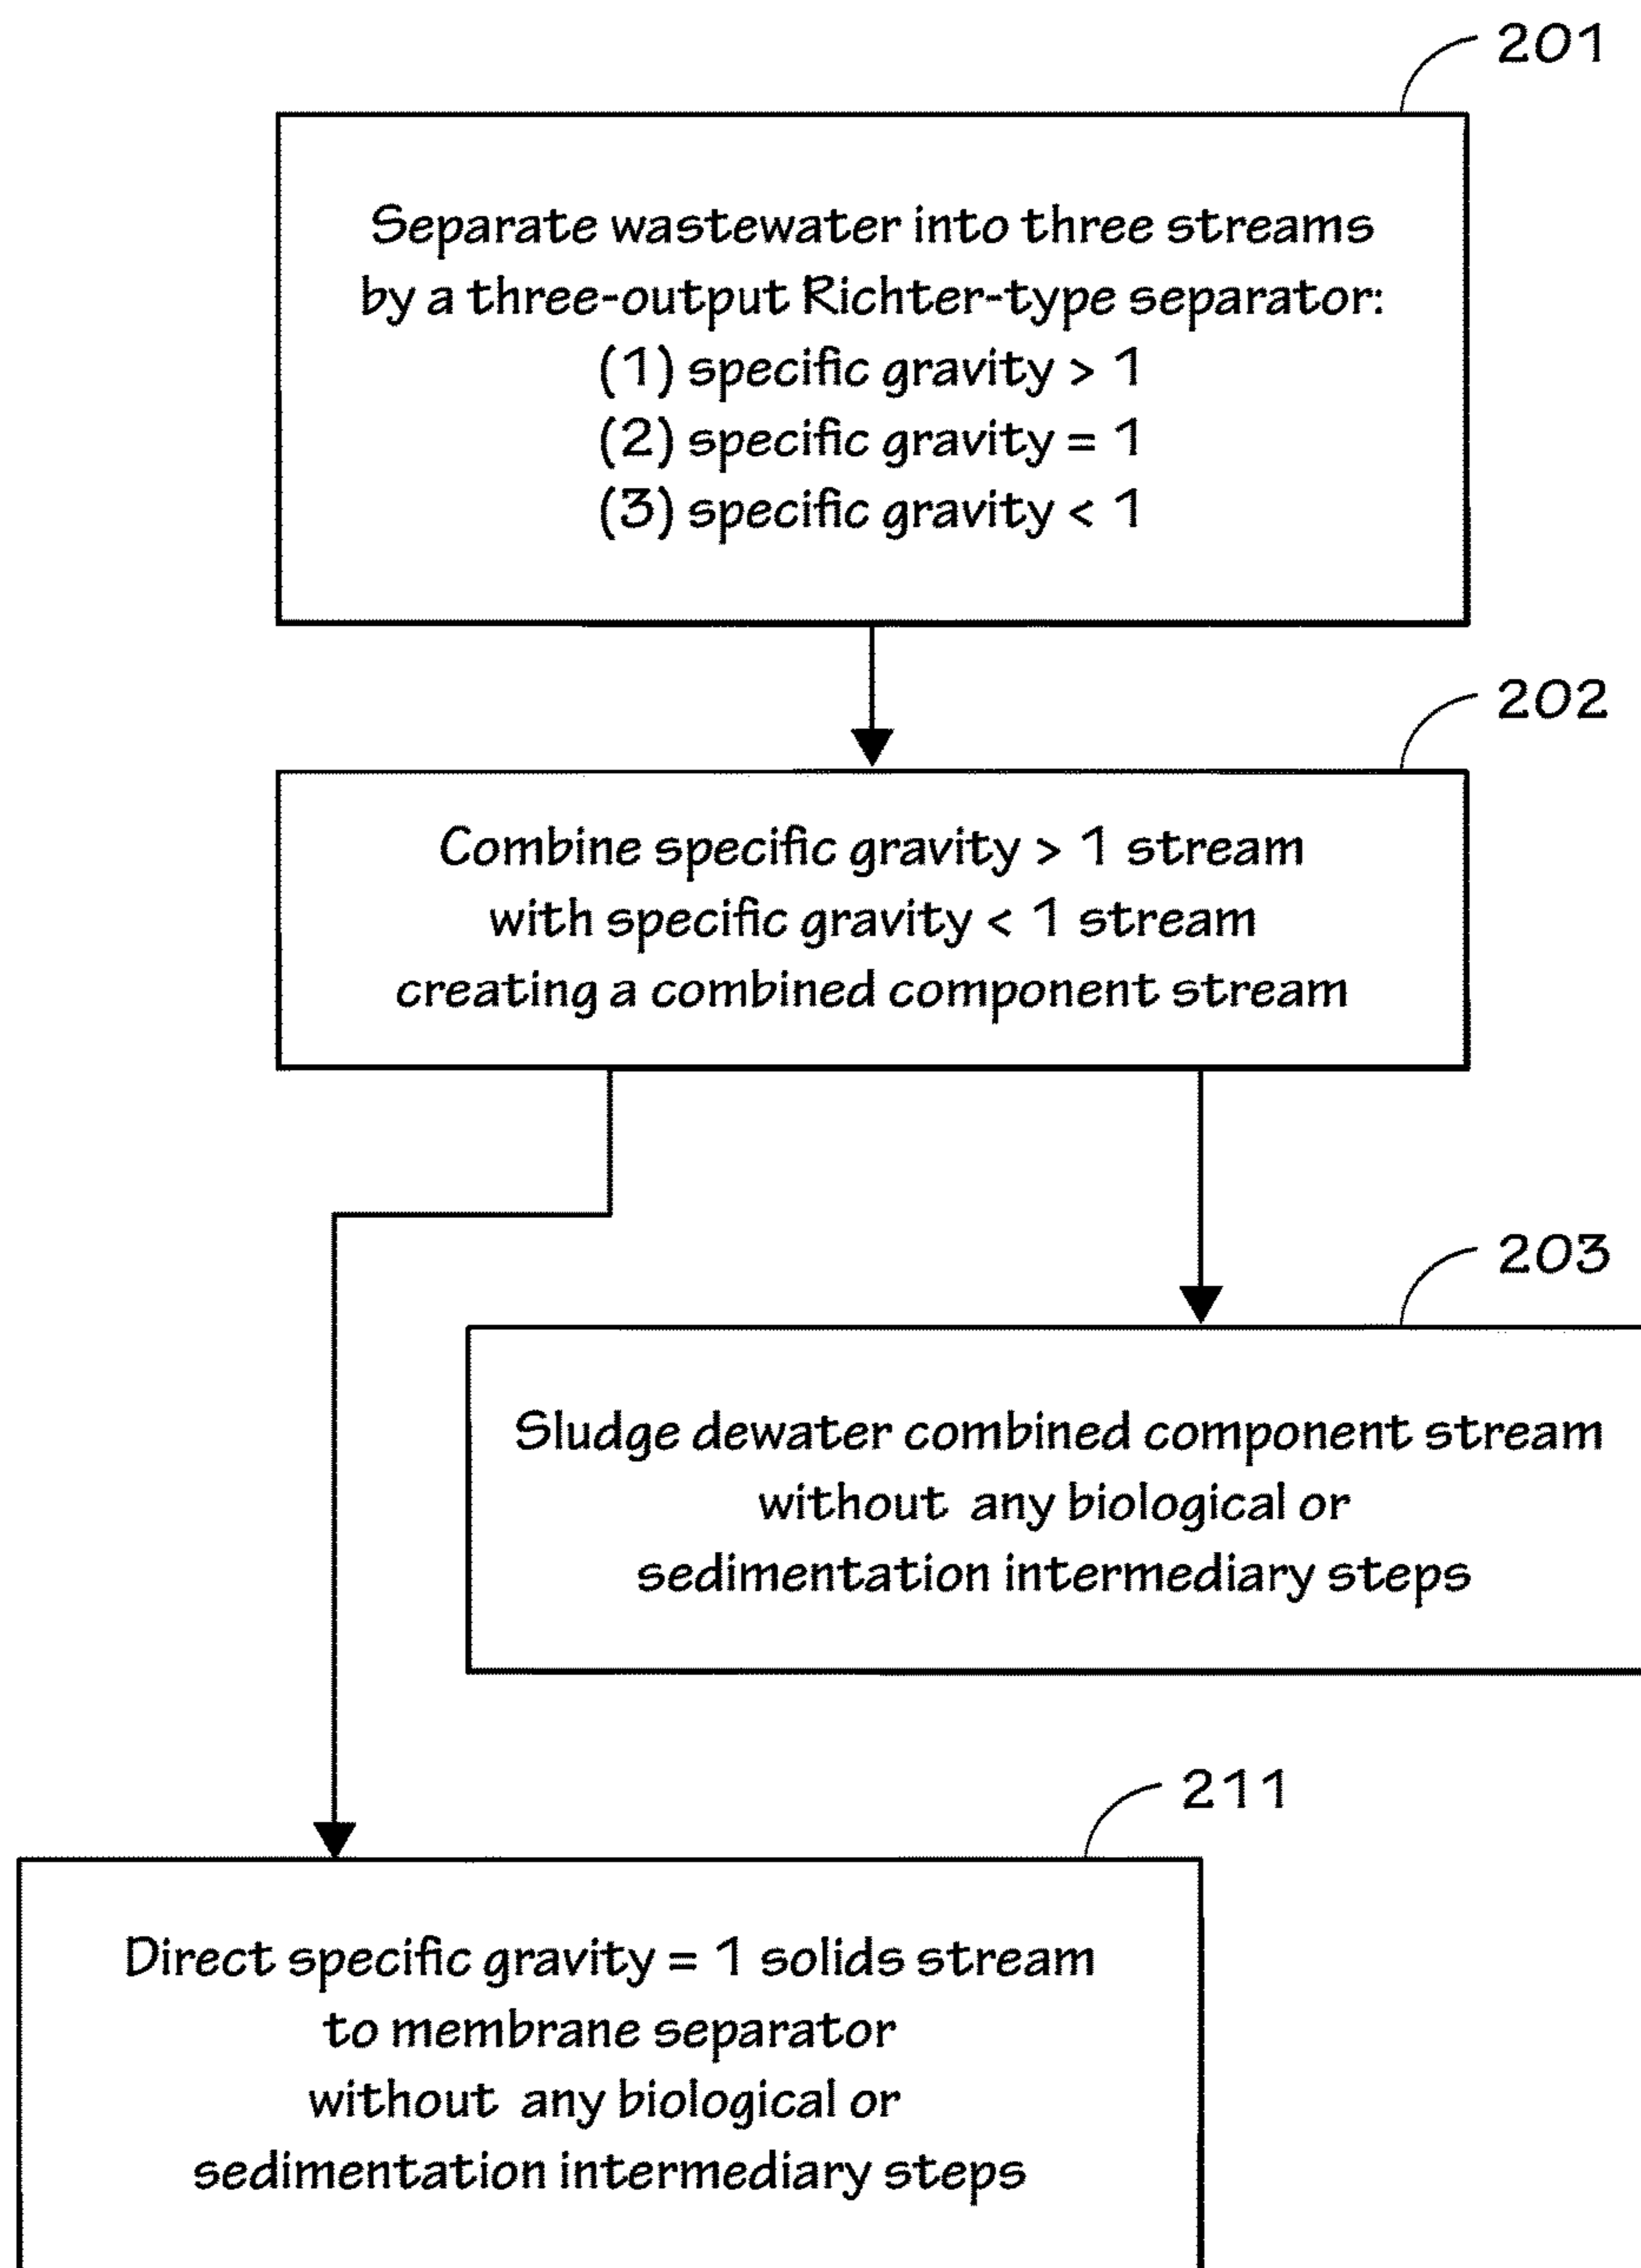 201
Separate wastewater into three streams
by a three-output Richter-type separator:
(1) specific gravity > 1
(2) specific gravity = 1
(3) specific gravity < 1
202
Combine specific gravity > 1 stream
with specific gravity < 1 stream
creating a combined component stream
203
Sludge dewater combined component stream
without any biological or
sedimentation intermediary steps
211
Direct specific gravity = 1 solids stream
to membrane separator
without any biological or
sedimentation intermediary steps